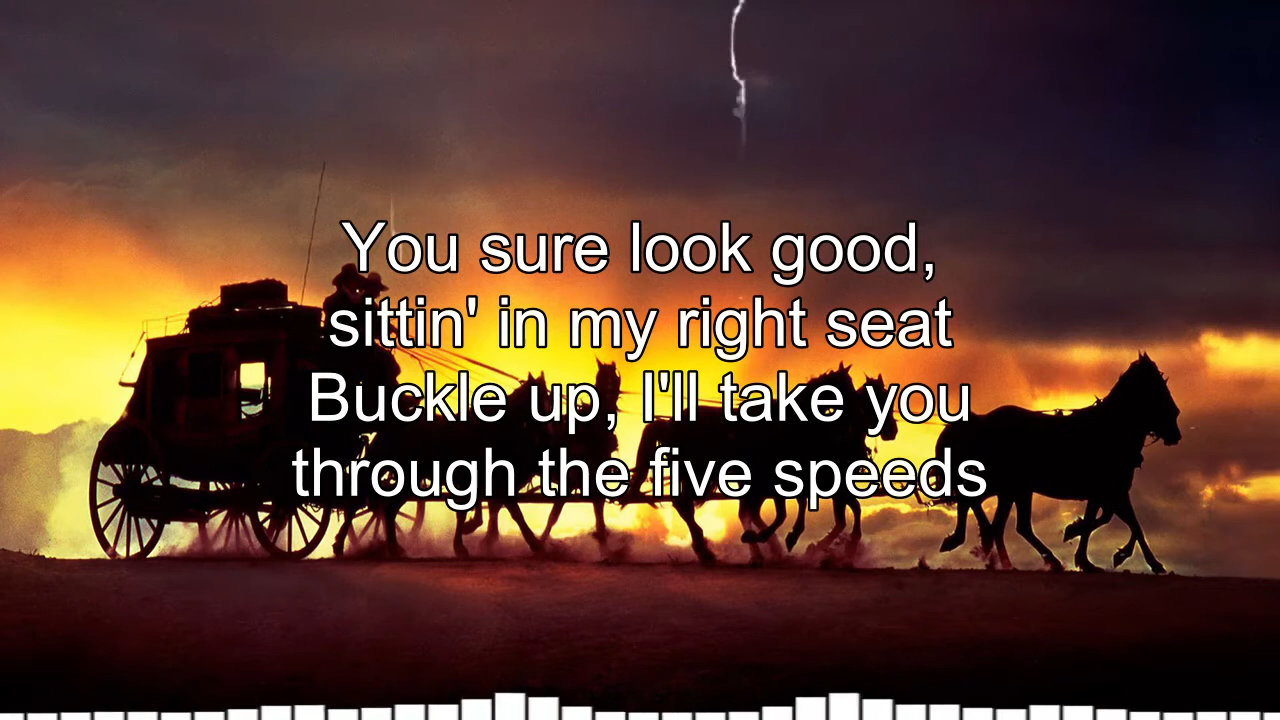 You sure look good,
sittin' in my right seat
Buckle up, I'll take you
through the five speeds